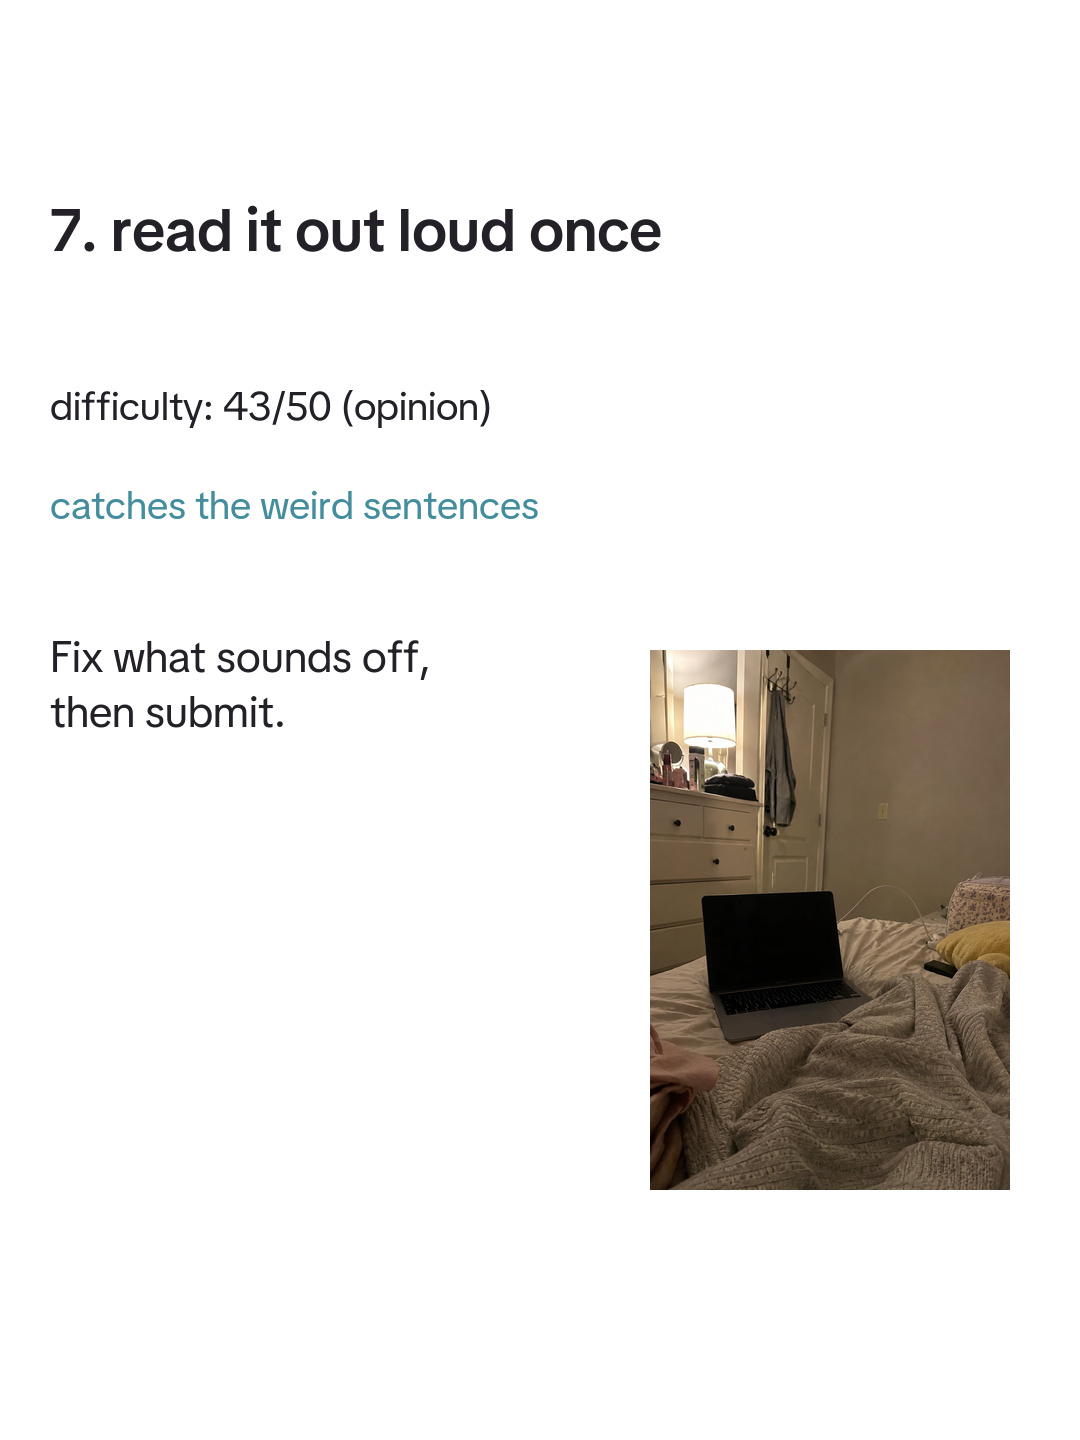 7. read it out loud once
difficulty: 43/50 (opinion)
catches the weird sentences
Fix what sounds off,
then submit.